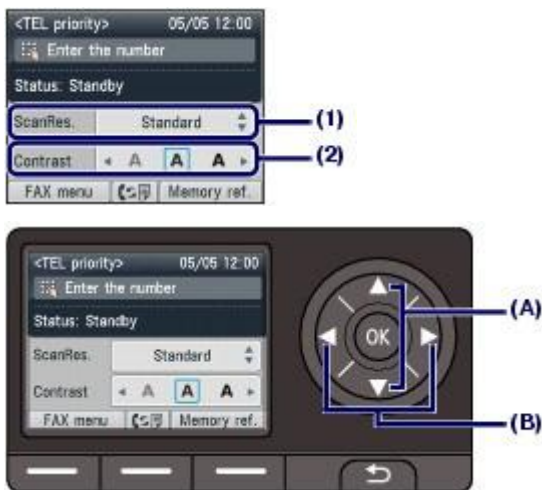 <TEL priority> 05/05 12:00
Enter the number
Status: Standby
ScanRes. Standard
(1)
Contrast A A A
(2)
FAX menu Memory ref.
<TEL priority> 05/05 12:00
Enter the number
Status: Standby
ScanRes. Standard
Contrast A A A
FAX menu Memory ref.
OK
(A)
(B)